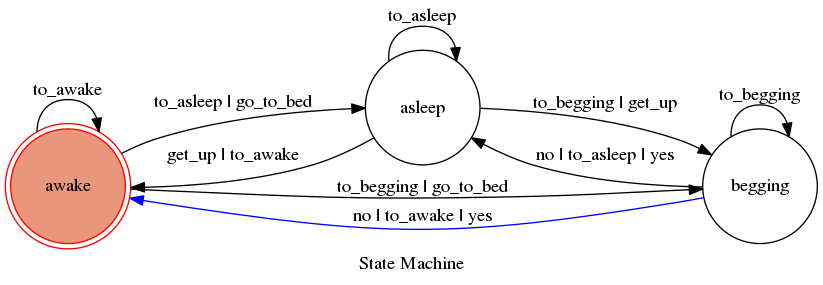 to_asleep
to_awake
to_asleep | go_to_bed
asleep
to_begging | get_up
to_begging
get_up | to_awake
no | to_asleep | yes
awake
to_begging | go_to_bed
begging
no | to_awake | yes
State Machine